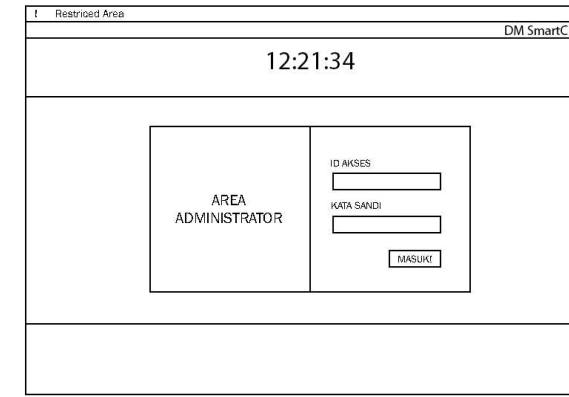 ! Restriced Area
DM SmartC
12:21:34
AREA
ADMINISTRATOR
ID AKSES
KATA SANDI
MASUK!